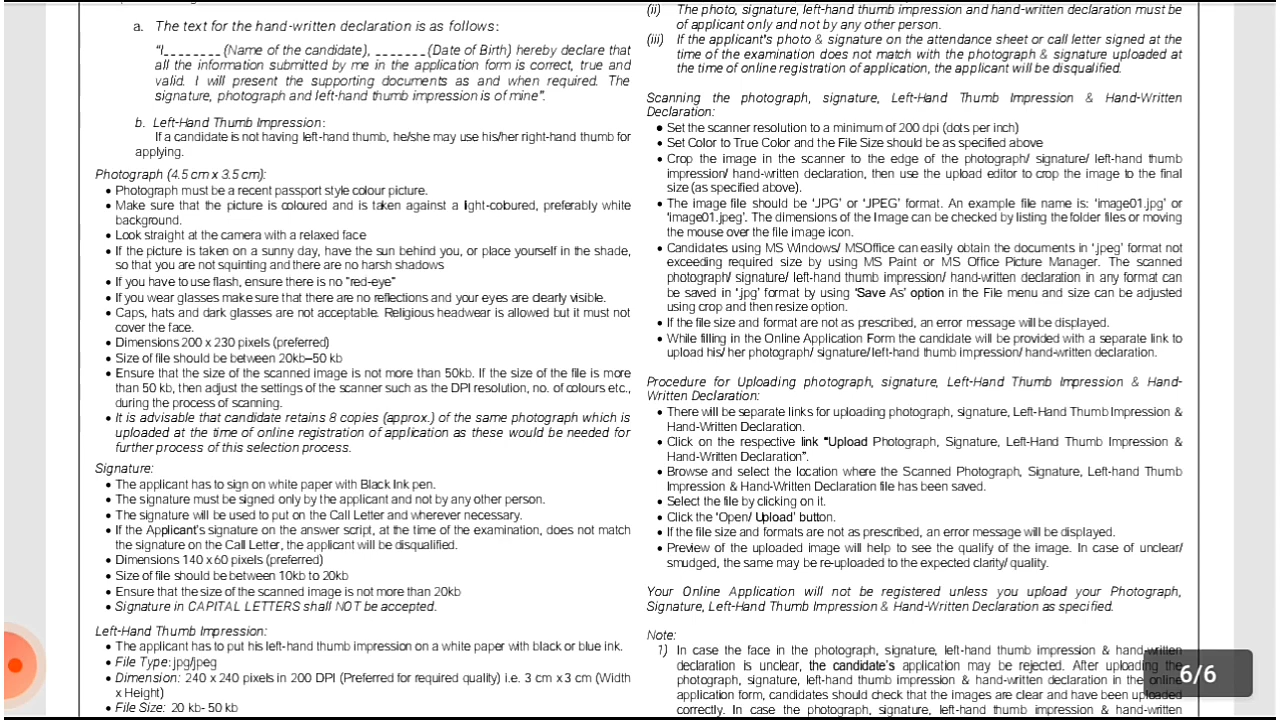 a. The text for the hand-written declaration is as follows:
"I________ (Name of the candidate), _______ (Date of Birth) hereby declare that
all the information submitted by me in the application form is correct, true and
valid. I will present the supporting documents as and when required. The
signature, photograph and left-hand thumb impression is of mine".
b. Left-Hand Thumb Impression:
If a candidate is not having left-hand thumb, he/she may use his/her right-hand thumb for
applying.
Photograph (4.5 cm x 3.5 cm):
• Photograph must be a recent passport style colour picture.
• Make sure that the picture is coloured and is taken against a light-coloured, preferably white
background.
• Look straight at the camera with a relaxed face
• If the picture is taken on a sunny day, have the sun behind you, or place yourself in the shade,
so that you are not squinting and there are no harsh shadows
• If you have to use flash, ensure there is no "red-eye"
• If you wear glasses make sure that there are no reflections and your eyes are clearly visible.
• Caps, hats and dark glasses are not acceptable. Religious headwear is allowed but it must not
cover the face.
• Dimensions 200 x 230 pixels (preferred)
• Size of file should be between 20kb–50 kb
• Ensure that the size of the scanned image is not more than 50kb. If the size of the file is more
than 50 kb, then adjust the settings of the scanner such as the DPI resolution, no. of colours etc.,
during the process of scanning.
• It is advisable that candidate retains 8 copies (approx.) of the same photograph which is
uploaded at the time of online registration of application as these would be needed for
further process of this selection process.
Signature:
• The applicant has to sign on white paper with Black Ink pen.
• The signature must be signed only by the applicant and not by any other person.
• The signature will be used to put on the Call Letter and wherever necessary.
• If the Applicant's signature on the answer script, at the time of the examination, does not match
the signature on the Call Letter, the applicant will be disqualified.
• Dimensions 140 x 60 pixels (preferred)
• Size of file should be between 10kb to 20kb
• Ensure that the size of the scanned image is not more than 20kb
• Signature in CAPITAL LETTERS shall NOT be accepted.
Left-Hand Thumb Impression:
• The applicant has to put his left-hand thumb impression on a white paper with black or blue ink.
• File Type: jpg/jpeg
• Dimension: 240 x 240 pixels in 200 DPI (Preferred for required quality) i.e. 3 cm x 3 cm (Width
x Height)
• File Size: 20 kb- 50 kb
(ii) The photo, signature, left-hand thumb impression and hand-written declaration must be
of applicant only and not by any other person.
(iii) If the applicant's photo & signature on the attendance sheet or call letter signed at the
time of the examination does not match with the photograph & signature uploaded at
the time of online registration of application, the applicant will be disqualified.
Scanning the photograph, signature, Left-Hand Thumb Impression & Hand-Written
Declaration:
• Set the scanner resolution to a minimum of 200 dpi (dots per inch)
• Set Color to True Color and the File Size should be as specified above
• Crop the image in the scanner to the edge of the photograph/ signature/ left-hand thumb
impression/ hand-written declaration, then use the upload editor to crop the image to the final
size (as specified above).
• The image file should be 'JPG' or 'JPEG' format. An example file name is: 'image01.jpg' or
'image01.jpeg'. The dimensions of the Image can be checked by listing the folder files or moving
the mouse over the file image icon.
• Candidates using MS Windows/ MSOffice can easily obtain the documents in '.jpeg' format not
exceeding required size by using MS Paint or MS Office Picture Manager. The scanned
photograph/ signature/ left-hand thumb impression/ hand-written declaration in any format can
be saved in '.jpg' format by using 'Save As' option in the File menu and size can be adjusted
using crop and then resize option.
• If the file size and format are not as prescribed, an error message will be displayed.
• While filling in the Online Application Form the candidate will be provided with a separate link to
upload his/ her photograph/ signature/ left-hand thumb impression/ hand-written declaration.
Procedure for Uploading photograph, signature, Left-Hand Thumb Impression & Hand-
Written Declaration:
• There will be separate links for uploading photograph, signature, Left-Hand Thumb Impression &
Hand-Written Declaration.
• Click on the respective link "Upload Photograph, Signature, Left-Hand Thumb Impression &
Hand-Written Declaration".
• Browse and select the location where the Scanned Photograph, Signature, Left-hand Thumb
Impression & Hand-Written Declaration file has been saved.
• Select the file by clicking on it.
• Click the 'Open/ Upload' button.
• If the file size and formats are not as prescribed, an error message will be displayed.
• Preview of the uploaded image will help to see the qualify of the image. In case of unclear/
smudged, the same may be re-uploaded to the expected clarity/ quality.
Your Online Application will not be registered unless you upload your Photograph,
Signature, Left-Hand Thumb Impression & Hand-Written Declaration as specified.
Note:
1) In case the face in the photograph, signature, left-hand thumb impression & hand-written
declaration is unclear, the candidate's application may be rejected. After uploading the
photograph, signature, left-hand thumb impression & hand-written declaration in the online
application form, candidates should check that the images are clear and have been uploaded
correctly. In case the photograph, signature, left-hand thumb impression & hand-written
6/6